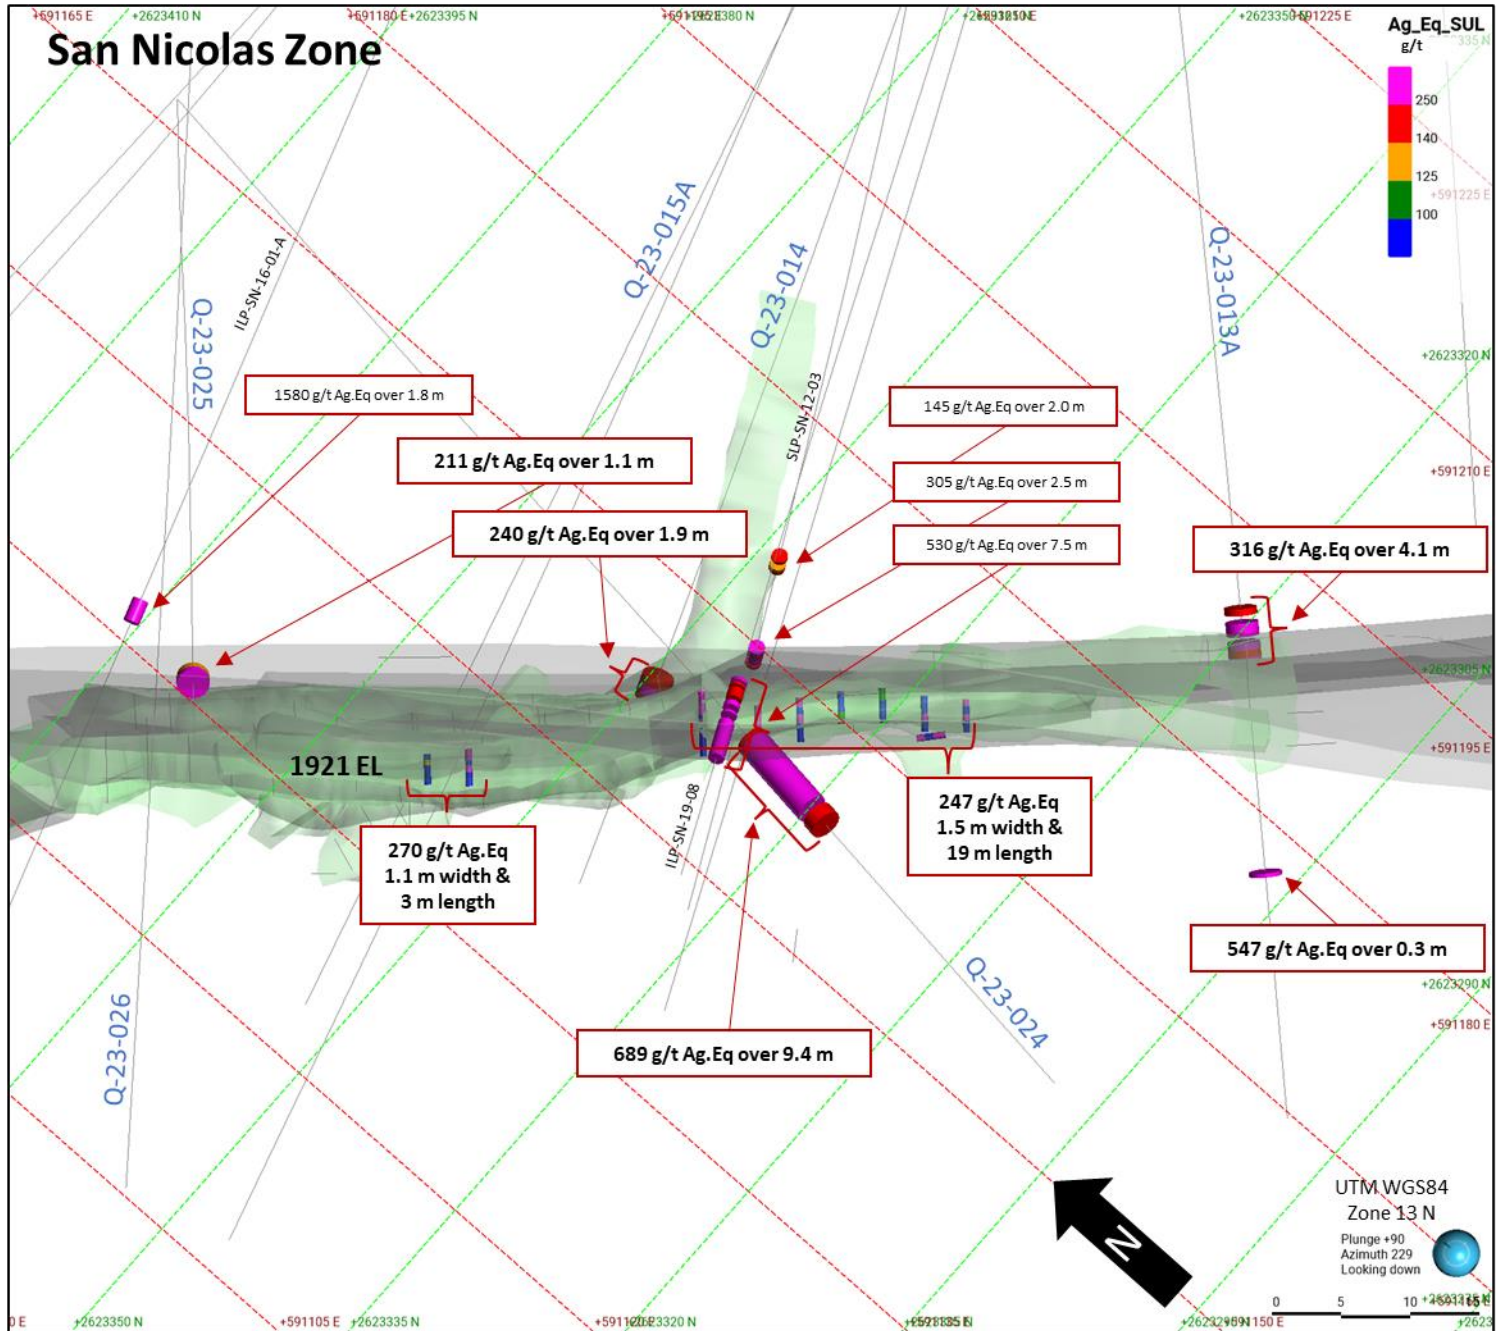 +591165 E
+2623410 N
+591180 E
+2623395 N
+2623350 N
+591225 E
San Nicolas Zone
Ag_Eq_SUL
g/t
250
140
125
100
+591225 E
ILP-SN-16-01-A
Q-23-025
Q-23-015A
Q-23-014
SLP-SN-12-03
Q-23-013A
+2623320 N
1580 g/t Ag.Eq over 1.8 m
145 g/t Ag.Eq over 2.0 m
211 g/t Ag.Eq over 1.1 m
305 g/t Ag.Eq over 2.5 m
+591210 E
240 g/t Ag.Eq over 1.9 m
530 g/t Ag.Eq over 7.5 m
316 g/t Ag.Eq over 4.1 m
+2623305 N
+591195 E
1921 EL
ILP-SN-19-08
247 g/t Ag.Eq
1.5 m width &
19 m length
270 g/t Ag.Eq
1.1 m width &
3 m length
547 g/t Ag.Eq over 0.3 m
+2623290 N
+591180 E
Q-23-024
Q-23-026
689 g/t Ag.Eq over 9.4 m
N
UTM WGS84
Zone 13 N
Plunge +90
Azimuth 229
Looking down
0 5 10 15
0 E
+2623350 N
+591105 E
+2623335 N